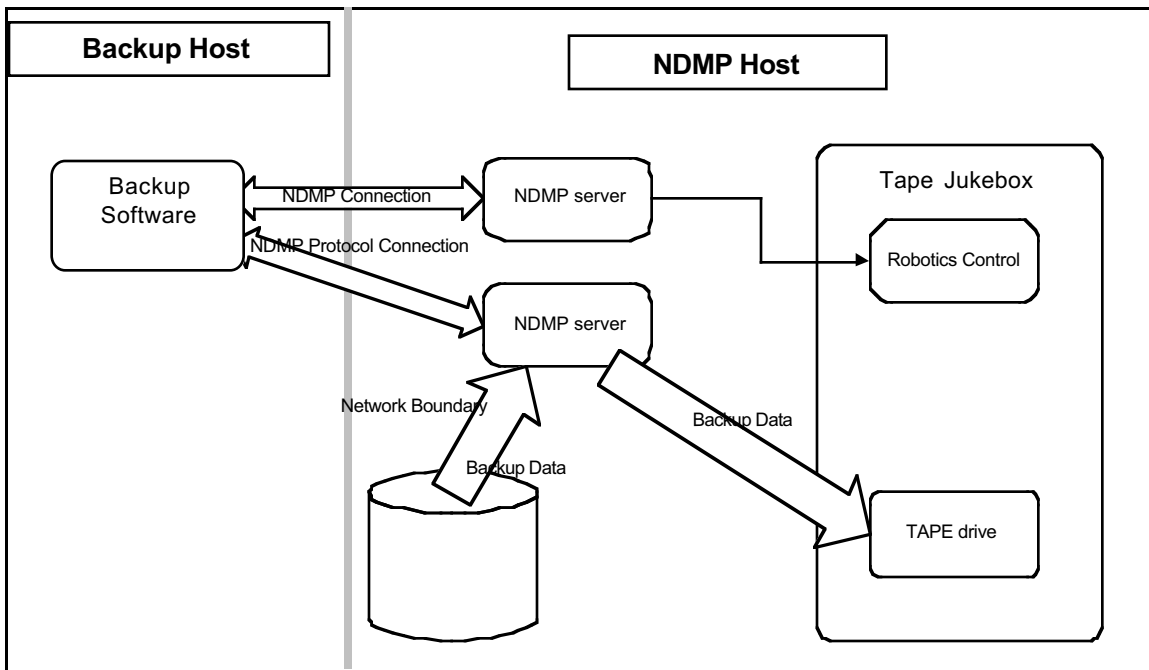 Backup Host
NDMP Host
Backup
Software
NDMP Connection
NDMP server
Tape Jukebox
Robotics Control
NDMP Protocol Connection
NDMP server
Network Boundary
Backup Data
Backup Data
TAPE drive